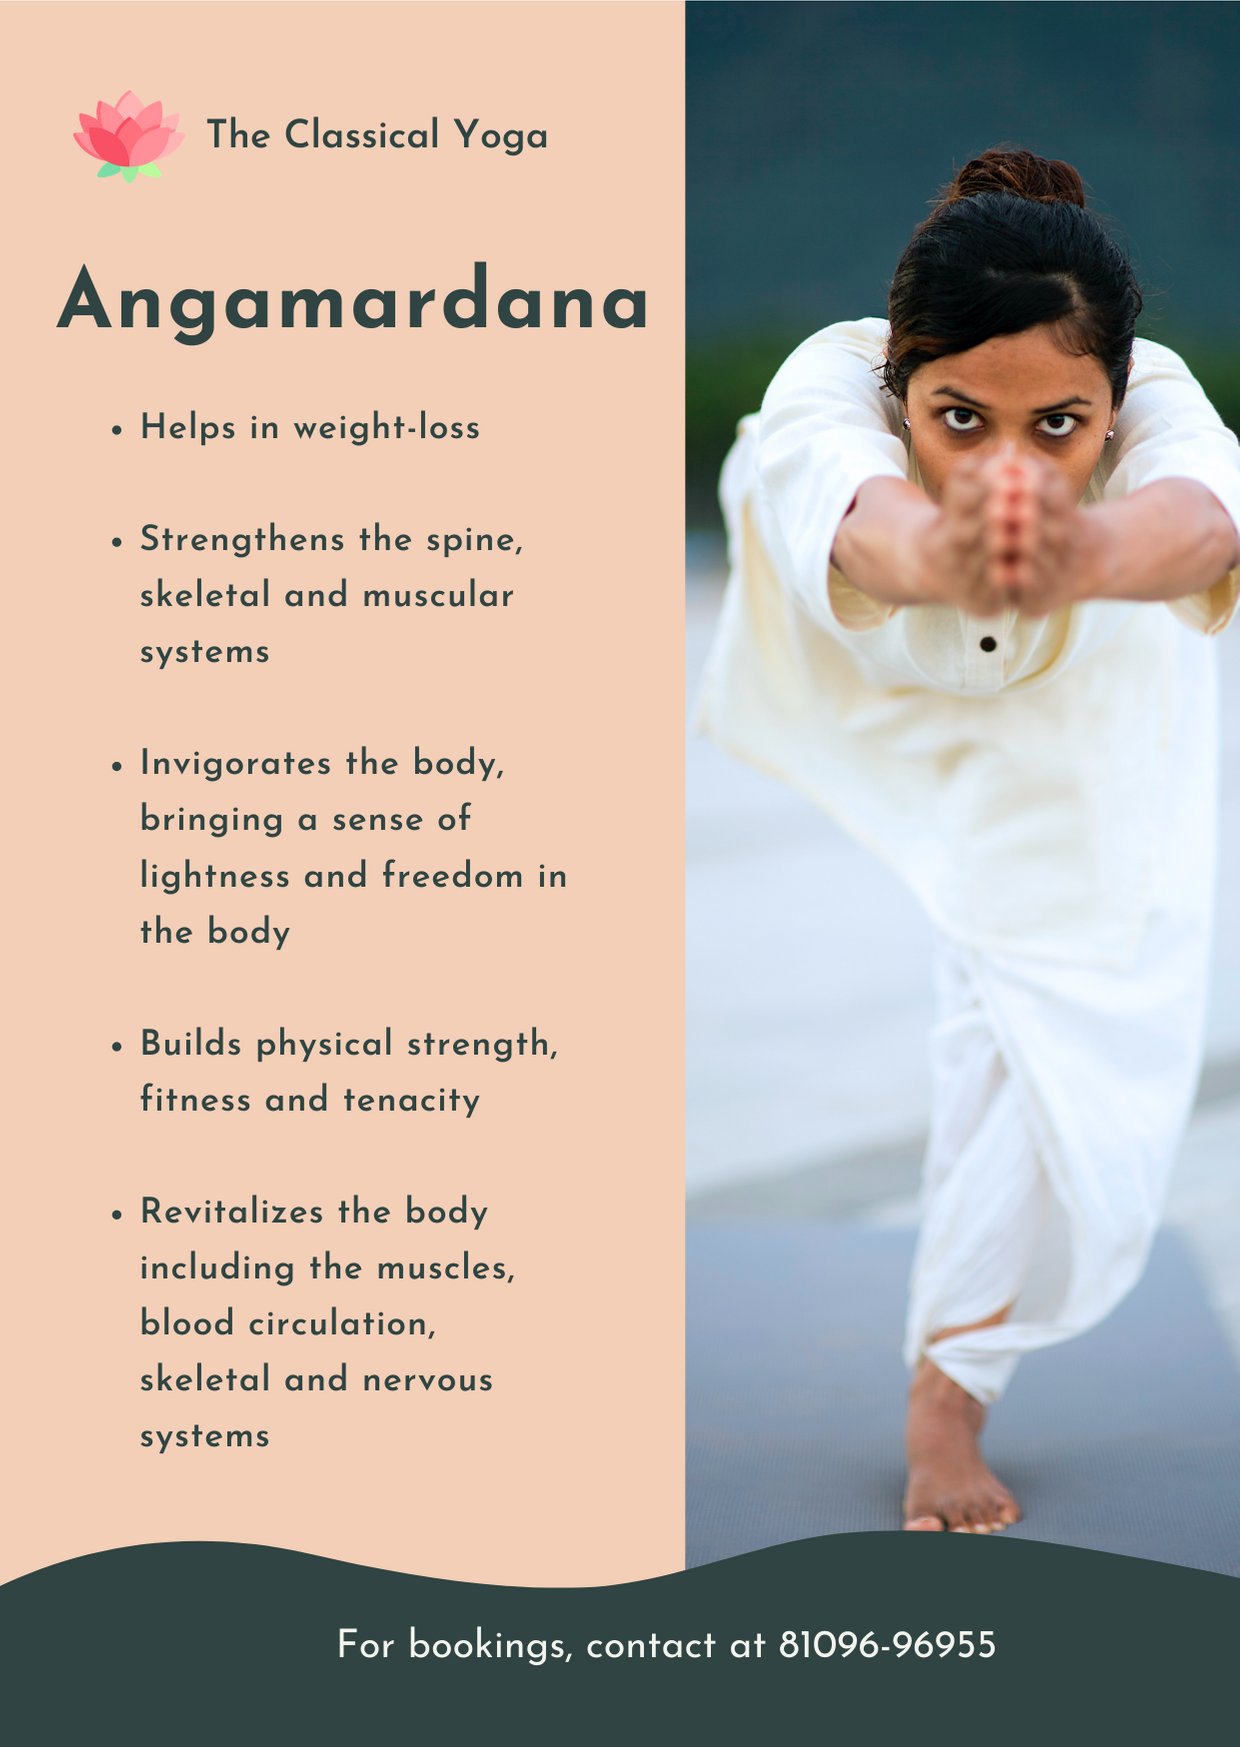 The Classical Yoga
Angamardana
• Helps in weight-loss
• Strengthens the spine,
skeletal and muscular
systems
• Invigorates the body,
bringing a sense of
lightness and freedom in
the body
• Builds physical strength,
fitness and tenacity
• Revitalizes the body
including the muscles,
blood circulation,
skeletal and nervous
systems
For bookings, contact at 81096-96955